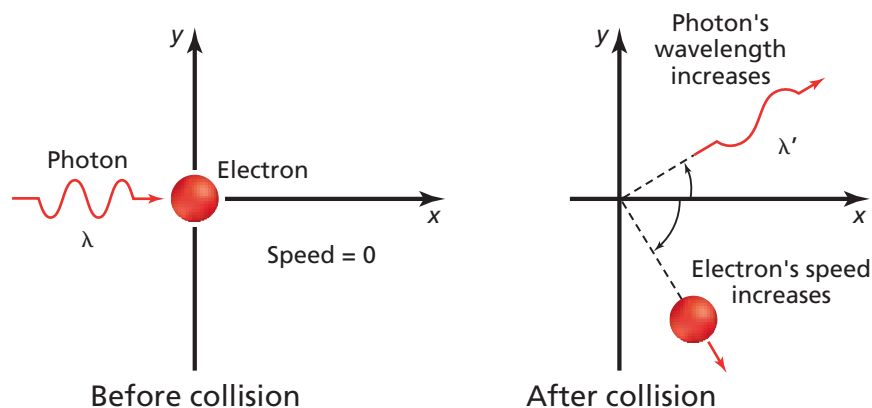 y
Photon
Electron
λ
x
Speed = 0
Before collision
y
Photon's
wavelength
increases
λ'
x
Electron's speed
increases
After collision